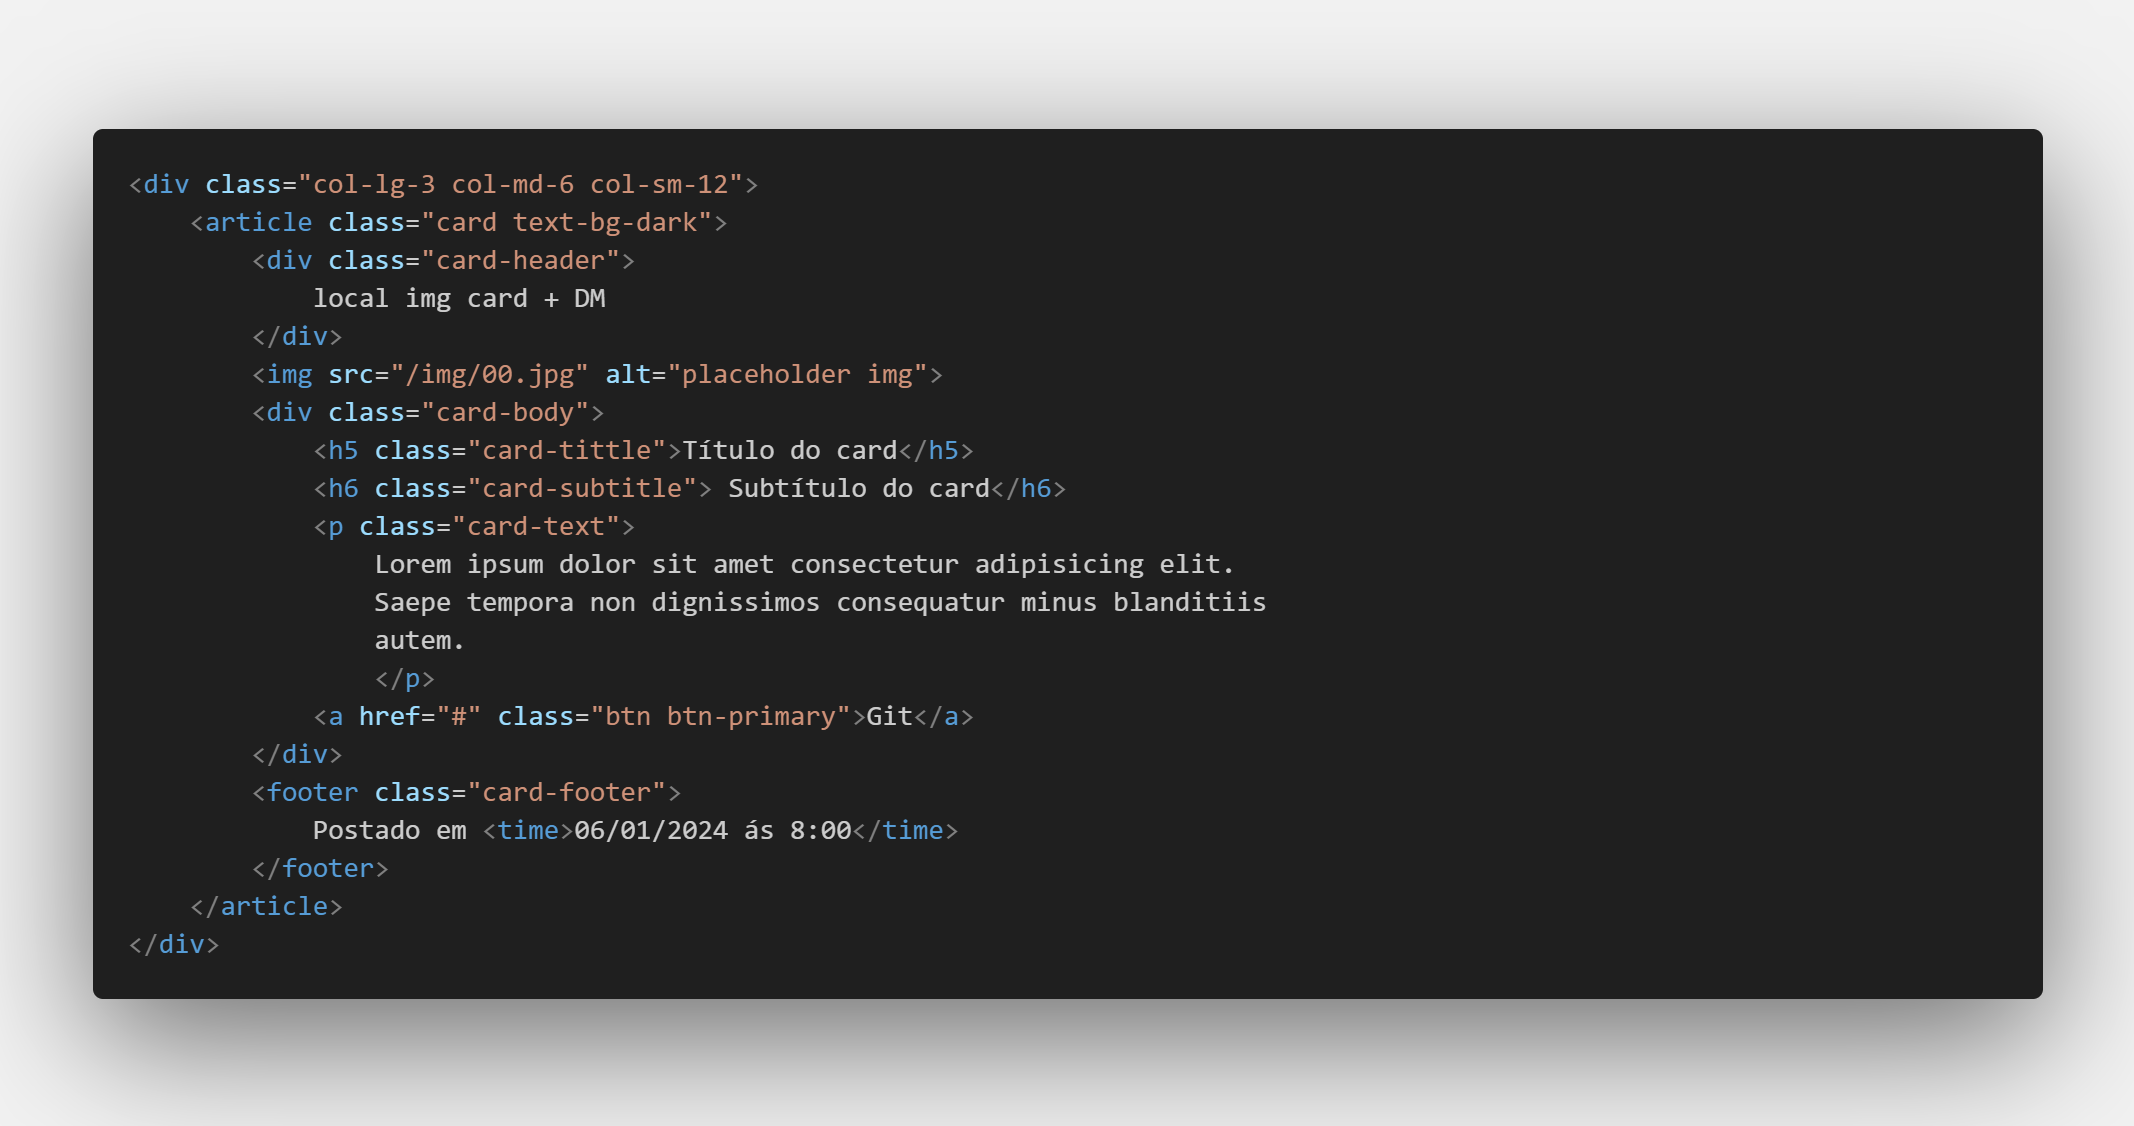 <div class="col-lg-3 col-md-6 col-sm-12">
    <article class="card text-bg-dark">
        <div class="card-header">
            local img card + DM
        </div>
        <img src="/img/00.jpg" alt="placeholder img">
        <div class="card-body">
            <h5 class="card-tittle">Título do card</h5>
            <h6 class="card-subtitle"> Subtítulo do card</h6>
            <p class="card-text">
                Lorem ipsum dolor sit amet consectetur adipisicing elit.
                Saepe tempora non dignissimos consequatur minus blanditiis
                autem.
                </p>
            <a href="#" class="btn btn-primary">Git</a>
        </div>
        <footer class="card-footer">
            Postado em <time>06/01/2024 ás 8:00</time>
        </footer>
    </article>
</div>